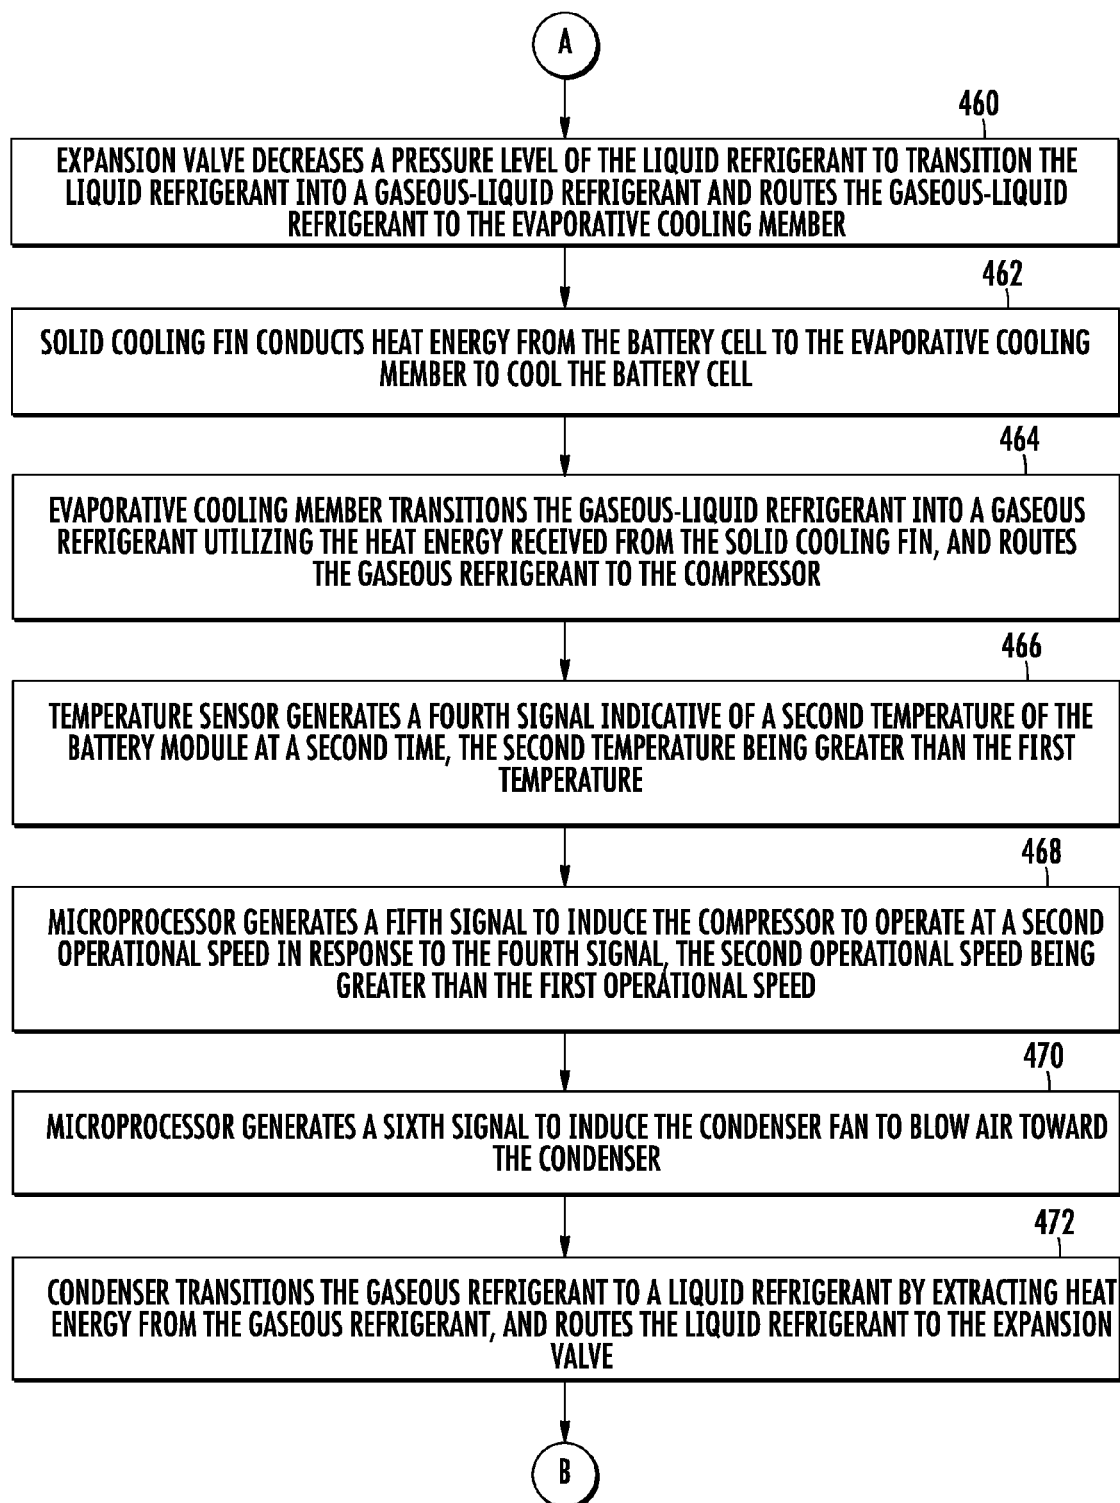 A
460
EXPANSION VALVE DECREASES A PRESSURE LEVEL OF THE LIQUID REFRIGERANT TO TRANSITION THE
LIQUID REFRIGERANT INTO A GASEOUS-LIQUID REFRIGERANT AND ROUTES THE GASEOUS-LIQUID
REFRIGERANT TO THE EVAPORATIVE COOLING MEMBER
462
SOLID COOLING FIN CONDUCTS HEAT ENERGY FROM THE BATTERY CELL TO THE EVAPORATIVE COOLING
MEMBER TO COOL THE BATTERY CELL
464
EVAPORATIVE COOLING MEMBER TRANSITIONS THE GASEOUS-LIQUID REFRIGERANT INTO A GASEOUS
REFRIGERANT UTILIZING THE HEAT ENERGY RECEIVED FROM THE SOLID COOLING FIN, AND ROUTES
THE GASEOUS REFRIGERANT TO THE COMPRESSOR
466
TEMPERATURE SENSOR GENERATES A FOURTH SIGNAL INDICATIVE OF A SECOND TEMPERATURE OF THE
BATTERY MODULE AT A SECOND TIME, THE SECOND TEMPERATURE BEING GREATER THAN THE FIRST
TEMPERATURE
468
MICROPROCESSOR GENERATES A FIFTH SIGNAL TO INDUCE THE COMPRESSOR TO OPERATE AT A SECOND
OPERATIONAL SPEED IN RESPONSE TO THE FOURTH SIGNAL, THE SECOND OPERATIONAL SPEED BEING
GREATER THAN THE FIRST OPERATIONAL SPEED
470
MICROPROCESSOR GENERATES A SIXTH SIGNAL TO INDUCE THE CONDENSER FAN TO BLOW AIR TOWARD
THE CONDENSER
472
CONDENSER TRANSITIONS THE GASEOUS REFRIGERANT TO A LIQUID REFRIGERANT BY EXTRACTING HEAT
ENERGY FROM THE GASEOUS REFRIGERANT, AND ROUTES THE LIQUID REFRIGERANT TO THE EXPANSION
VALVE
B